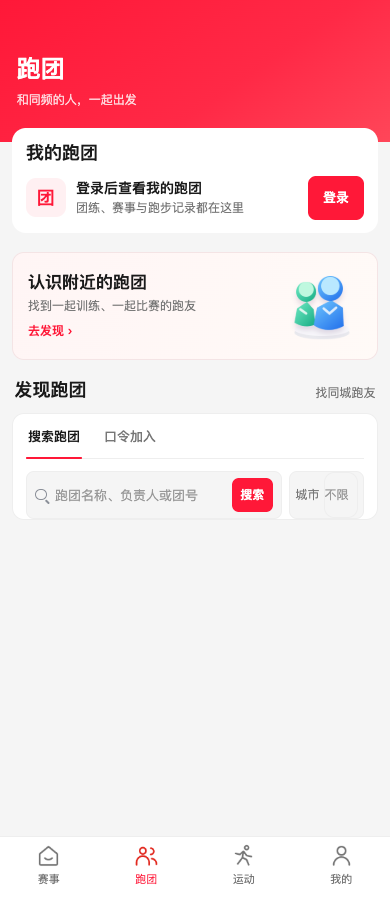 跑团
和同频的人，一起出发
我的跑团
团
登录后查看我的跑团
团练、赛事与跑步记录都在这里
登录
认识附近的跑团
找到一起训练、一起比赛的跑友
去发现 ›
发现跑团
找同城跑友
搜索跑团
口令加入
跑团名称、负责人或团号
搜索
城市 不限
赛事
跑团
运动
我的